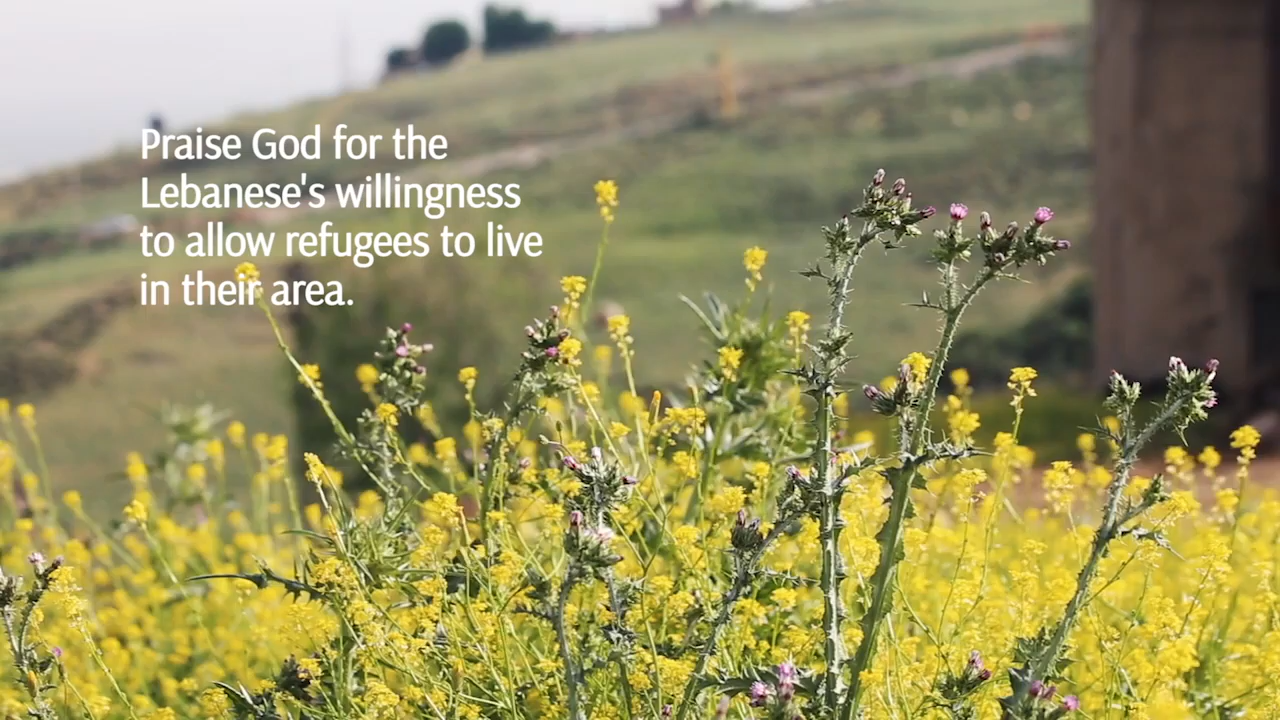 Praise God for the
Lebanese's willingness
to allow refugees to live
in their area.